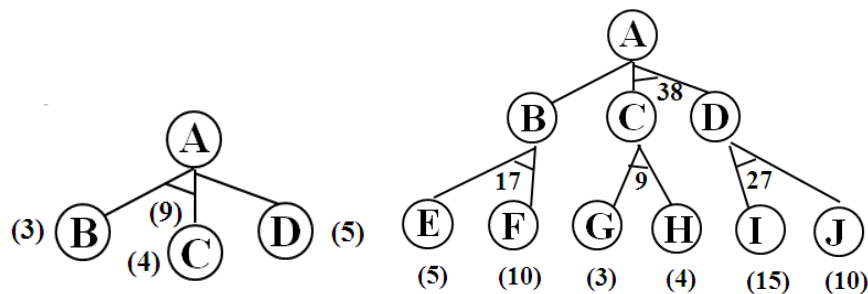 A
(9)
(3) B C D (5)
(4)
A
38
B C D
17 9 27
E F G H I J
(5) (10) (3) (4) (15) (10)